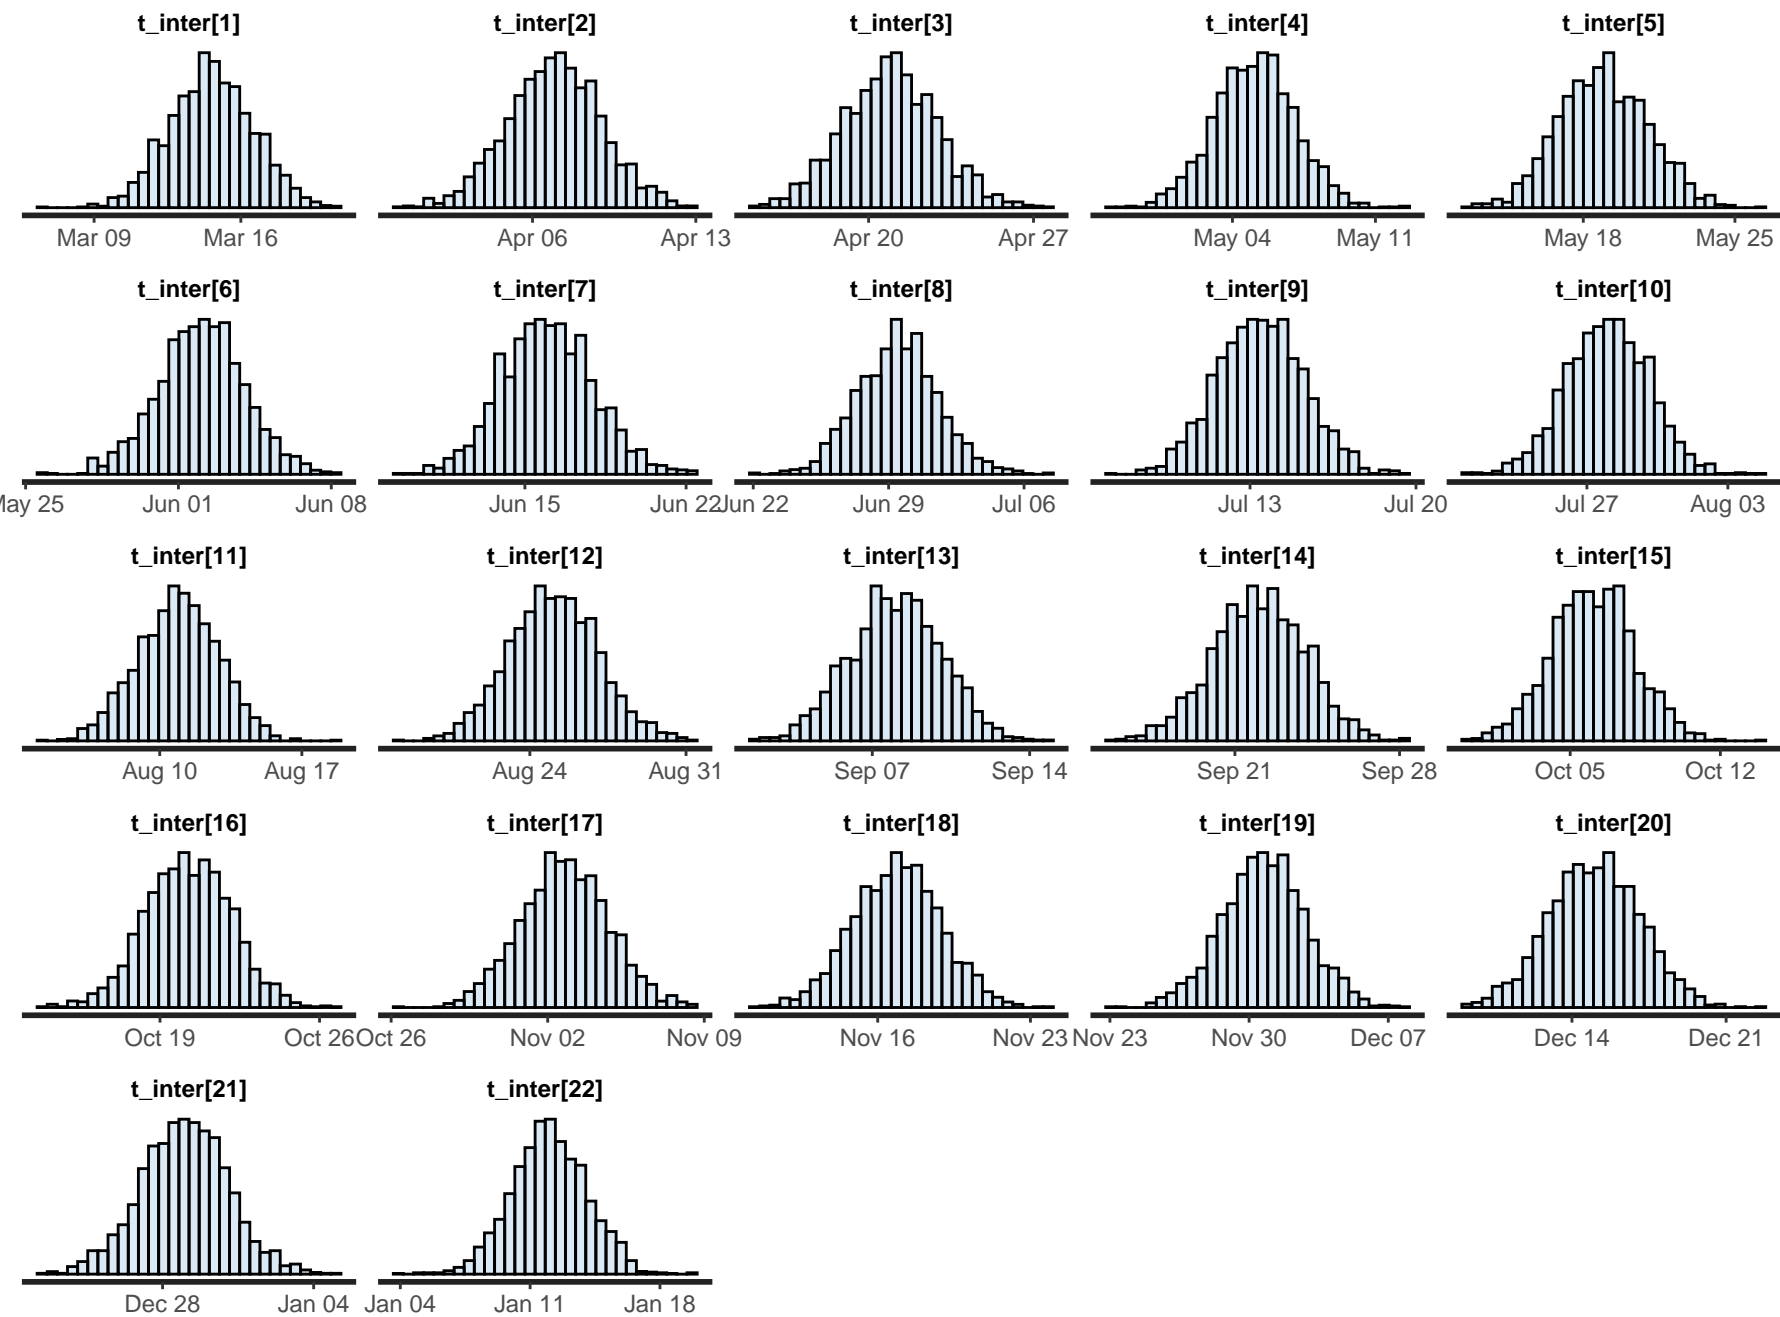 t_inter[1] t_inter[2] t_inter[3] t_inter[4] t_inter[5]
Mar 09 Mar 16 Apr 06 Apr 13 Apr 20 Apr 27 May 04 May 11 May 18 May 25
t_inter[6] t_inter[7] t_inter[8] t_inter[9] t_inter[10]
May 25 Jun 01 Jun 08 Jun 15 Jun 22 Jun 22 Jun 29 Jul 06 Jul 13 Jul 20 Jul 27 Aug 03
t_inter[11] t_inter[12] t_inter[13] t_inter[14] t_inter[15]
Aug 10 Aug 17 Aug 24 Aug 31 Sep 07 Sep 14 Sep 21 Sep 28 Oct 05 Oct 12
t_inter[16] t_inter[17] t_inter[18] t_inter[19] t_inter[20]
Oct 19 Oct 26 Oct 26 Nov 02 Nov 09 Nov 16 Nov 23 Nov 23 Nov 30 Dec 07 Dec 14 Dec 21
t_inter[21] t_inter[22]
Dec 28 Jan 04 Jan 04 Jan 11 Jan 18